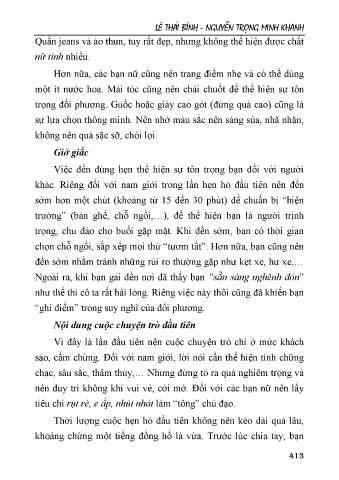 LÊ THÁI BÌNH - NGUYỄN TRỌNG MINH KHANH
Quần jeans và áo thun, tuy rất đẹp, nhưng không thể hiện được chất
nữ tính nhiều.
Hơn nữa, các bạn nữ cũng nên trang điểm nhẹ và có thể dùng
một ít nước hoa. Mái tóc cũng nên chải chuốt để thể hiện sự tôn
trọng đối phương. Guốc hoặc giày cao gót (đừng quá cao) cũng là
sự lựa chọn thông minh. Nên nhớ màu sắc nên sáng sủa, nhã nhặn,
không nên quá sặc sỡ, chói lọi.
Giờ giấc
Việc đến đúng hẹn thể hiện sự tôn trọng bạn đối với người
khác. Riêng đối với nam giới trong lần hẹn hò đầu tiên nên đến
sớm hơn một chút (khoảng từ 15 đến 30 phút) để chuẩn bị “hiện
trường” (bàn ghế, chỗ ngồi,…), để thể hiện bạn là người trịnh
trọng, chu đáo cho buổi gặp mặt. Khi đến sớm, bạn có thời gian
chọn chỗ ngồi, sắp xếp mọi thứ “tươm tất”. Hơn nữa, bạn cũng nên
đến sớm nhằm tránh những rủi ro thường gặp như kẹt xe, hư xe,…
Ngoài ra, khi bạn gái đến nơi đã thấy bạn “sẵn sàng nghênh đón”
như thế thì cô ta rất hài lòng. Riêng việc này thôi cũng đã khiến bạn
“ghi điểm” trong suy nghĩ của đối phương.
Nội dung cuộc chuyện trò đầu tiên
Vì đây là lần đầu tiên nên cuộc chuyện trò chỉ ở mức khách
sáo, cầm chừng. Đối với nam giới, lời nói cần thể hiện tính chững
chạc, sâu sắc, thâm thúy,… Nhưng đừng tỏ ra quá nghiêm trọng và
nên duy trì không khí vui vẻ, cởi mở. Đối với các bạn nữ nên lấy
tiêu chí rụt rè, e ấp, nhút nhát làm “tông” chủ đạo.
Thời lượng cuộc hẹn hò đầu tiên không nên kéo dài quá lâu,
khoảng chừng một tiếng đồng hồ là vừa. Trước lúc chia tay, bạn
413